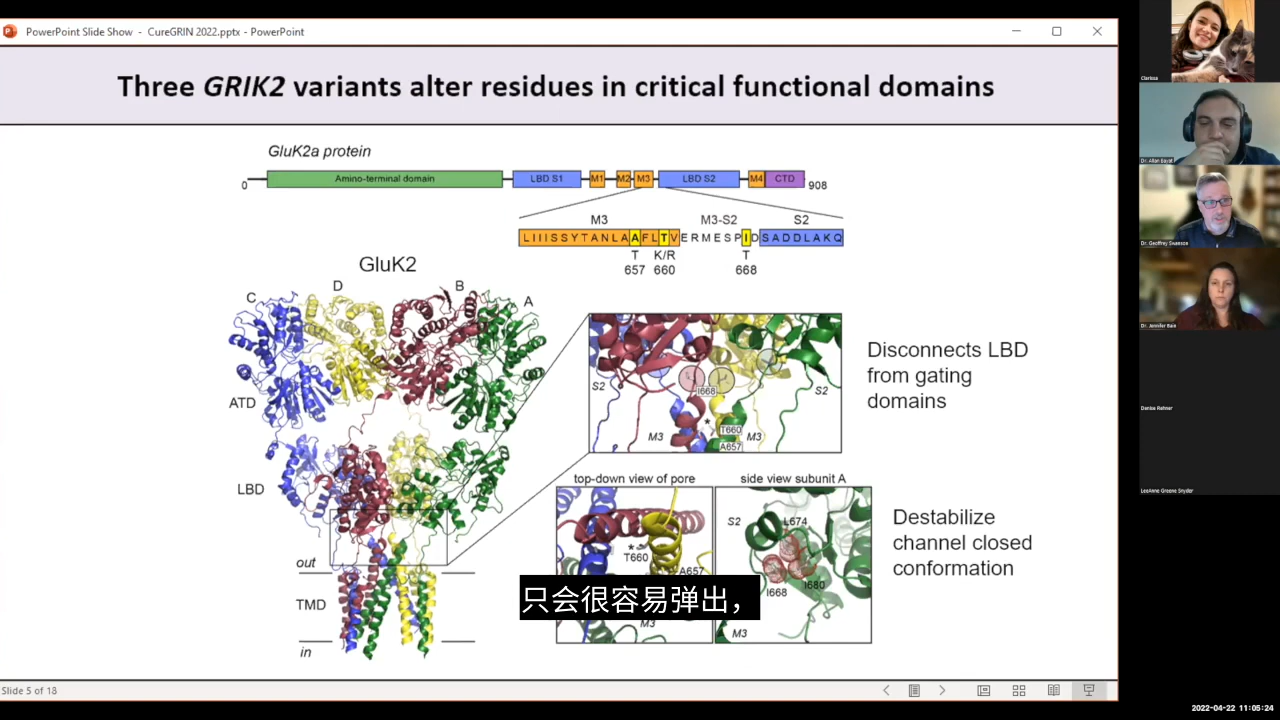 PowerPoint Slide Show - CureGRIN 2022.pptx - PowerPoint
Three GRIK2 variants alter residues in critical functional domains
GluK2a protein
0
Amino-terminal domain
LBD S1
M1
M2
M3
LBD S2
M4
CTD
908
M3
M3-S2
S2
LIIISSYTANLAAFLTVERMESPIDSADDLAKQ
T
K/R
T
657
660
668
GluK2
C
D
B
A
ATD
LBD
out
TMD
in
S2
I668
S2
M3
*
T660
M3
A657
Disconnects LBD
from gating
domains
top-down view of pore
side view subunit A
*
T660
A657
M3
S2
L674
I668
I680
M3
Destabilize
channel closed
conformation
只会很容易弹出，
Slide 5 of 18
Clarissa
Dr. Allan Bayat
Dr. Geoffrey Swanson
Dr. Jennifer Bain
Denise Rehner
LeeAnne Greene Snyder
2022-04-22 11:05:24